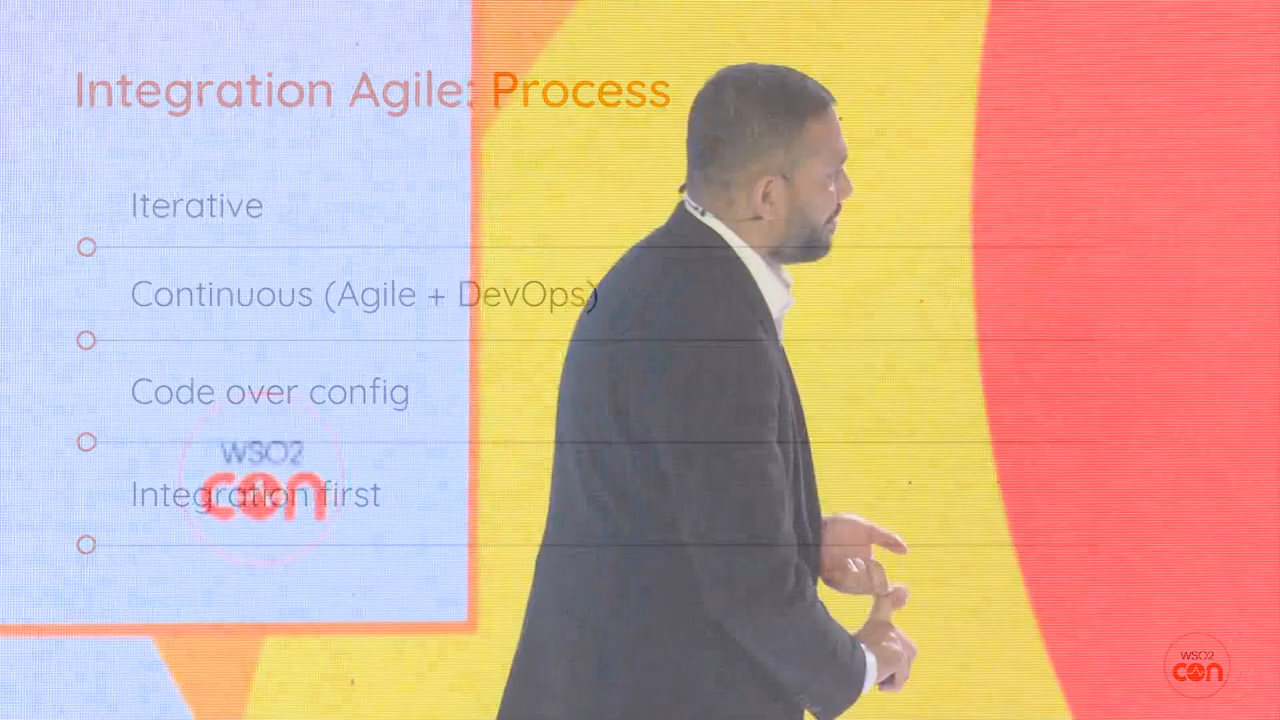 Integration Agile: Process
Iterative
Continuous (Agile + DevOps)
Code over config
WSO2
con
Integration first
WSO2
con